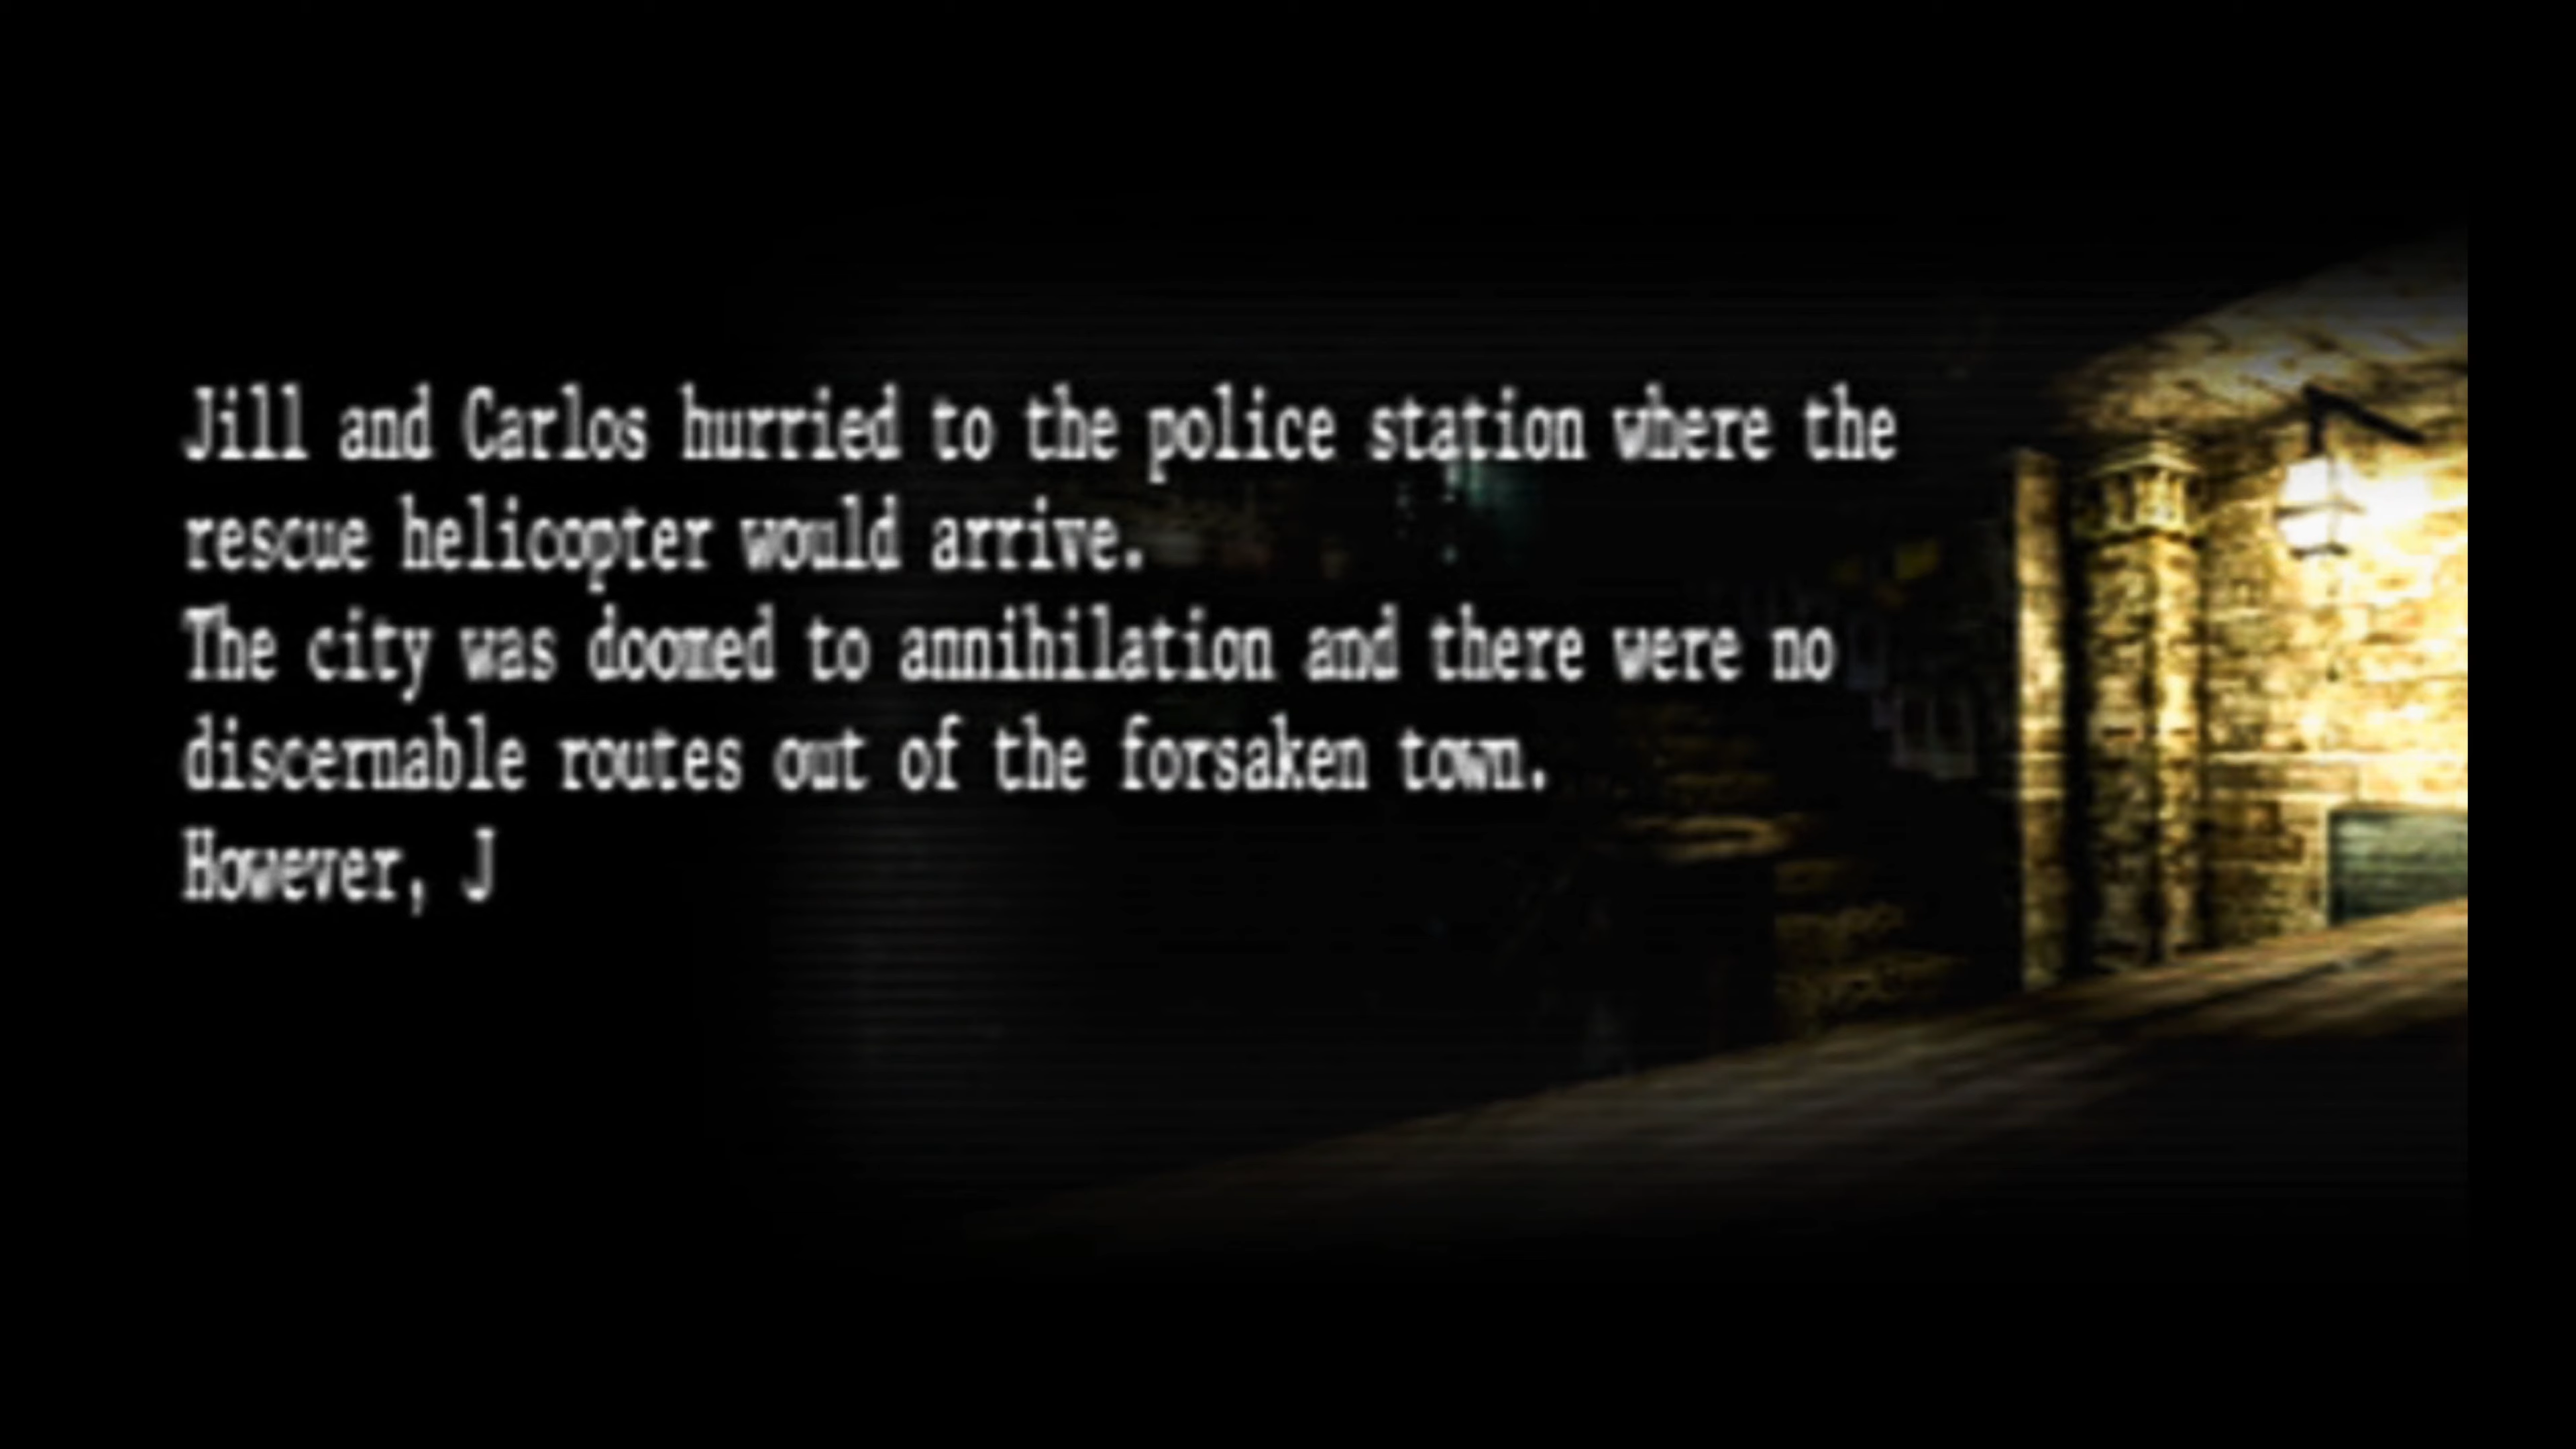 Jill and Carlos hurried to the police station where the
rescue helicopter would arrive.
The city was doomed to annihilation and there were no
discernable routes out of the forsaken town.
However, J